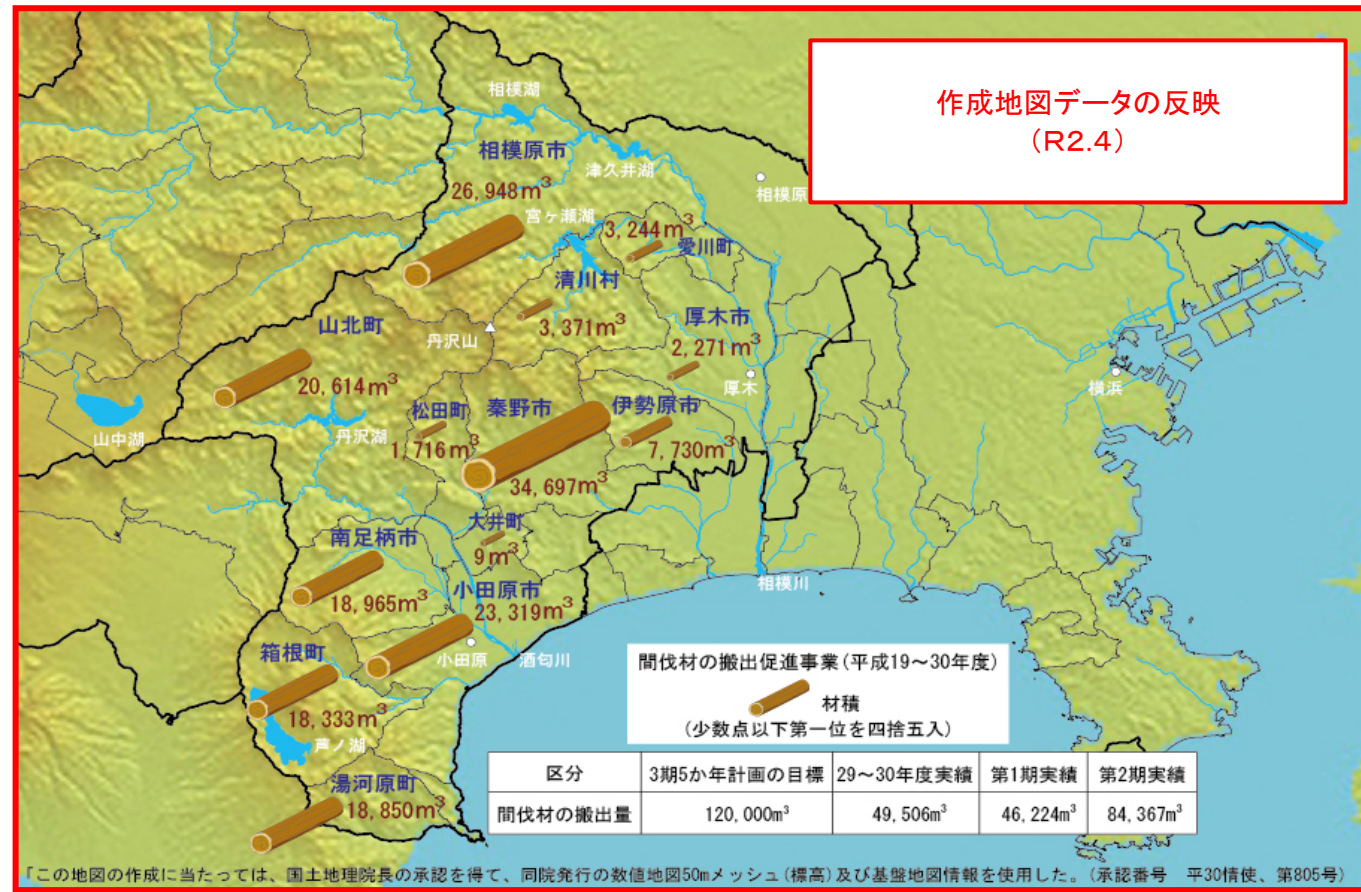 作成地図データの反映
(R2.4)
相模湖
相模原市
津久井湖
26,948m³
相模原
宮ヶ瀬湖
3,244m³
愛川町
清川村
3,371m³
山北町
丹沢山
厚木市
2,271m³
20,614m³
厚木
横浜
山中湖
丹沢湖
松田町
秦野市
伊勢原市
1,716m³
7,730m³
34,697m³
大井町
9m³
南足柄市
18,965m³
小田原市
23,319m³
相模川
箱根町
小田原
酒匂川
18,333m³
芦ノ湖
湯河原町
18,850m³
間伐材の搬出促進事業(平成19～30年度)
材積
(少数点以下第一位を四捨五入)
区分 3期5か年計画の目標 29～30年度実績 第1期実績 第2期実績
間伐材の搬出量 120,000m³ 49,506m³ 46,224m³ 84,367m³
「この地図の作成に当たっては、国土地理院長の承認を得て、同院発行の数値地図50mメッシュ(標高)及び基盤地図情報を使用した。(承認番号 平30情使、第805号)